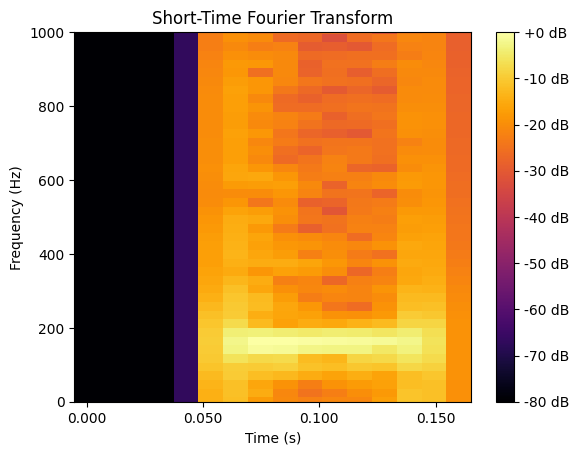 Short-Time Fourier Transform
1000
800
600
400
200
0
Frequency (Hz)
0.000
0.050
0.100
0.150
Time (s)
+0 dB
-10 dB
-20 dB
-30 dB
-40 dB
-50 dB
-60 dB
-70 dB
-80 dB